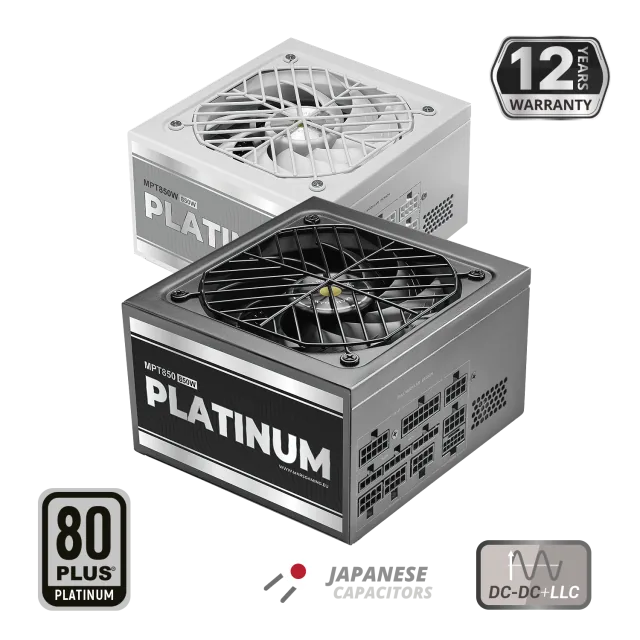 12 YEARS
WARRANTY
MPT850W 850W
PLATINUM
MPT850 850W
PLATINUM
WWW.MARSGAMING.EU
80
PLUS®
PLATINUM
JAPANESE
CAPACITORS
DC-DC+LLC